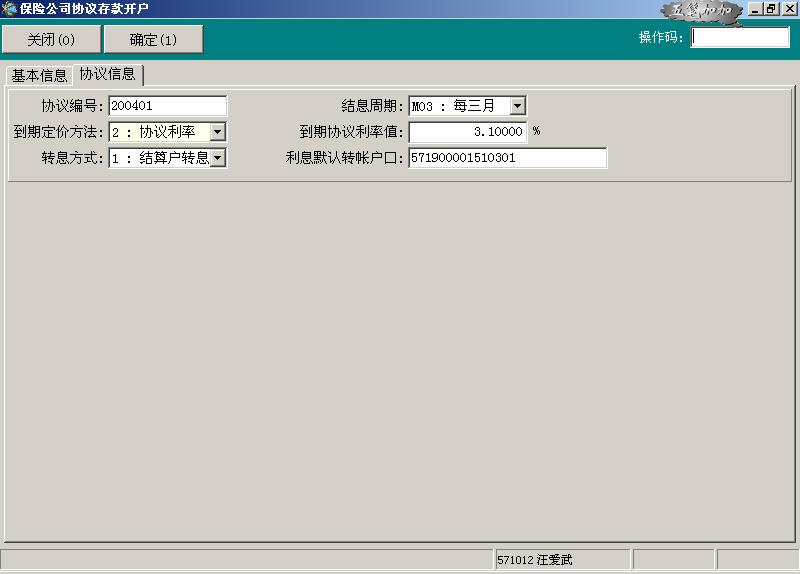 保险公司协议存款开户
五笔加加
关闭(0) 确定(1) 操作码:
基本信息 协议信息
协议编号: 200401 结息周期: M03 : 每三月
到期定价方法: 2 : 协议利率 到期协议利率值: 3.10000 %
转息方式: 1 : 结算户转息 利息默认转帐户口: 571900001510301
571012 汪爱武